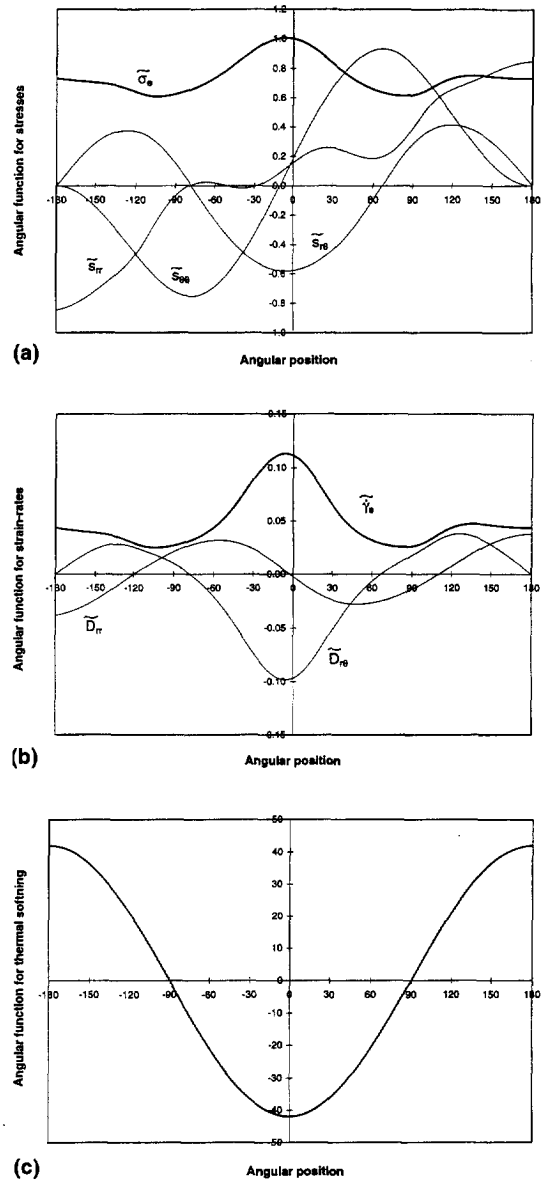 1.2
1.0
0.8
0.6
0.4
0.2
0.0
-0.2
-0.4
-0.6
-0.8
1.0
-180 -150 -120 -90 -60 -30 0 30 60 90 120 150 180
σ̃e
s̃rr
s̃θθ
s̃rθ
Angular function for stresses
(a)
Angular position
0.15
0.10
0.05
0.00
-0.05
-0.10
0.15
-180 -150 -120 -90 -60 -30 0 30 60 90 120 150 180
γ̇̃e
D̃rr
D̃rθ
Angular function for strain-rates
(b)
Angular position
50
40
30
20
10
0
-10
-20
-30
-40
-50
-180 -150 -120 -90 -60 -30 0 30 60 90 120 150 180
Angular function for thermal softning
(c)
Angular position